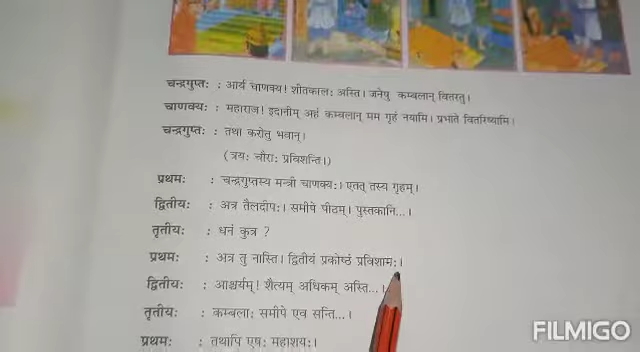 चन्द्रगुप्तः : आर्य चाणक्य! शीतकालः अस्ति। जनेषु कम्बलान् वितरतु।
चाणक्यः : महाराज! इदानीम् अहं कम्बलान् मम गृहं नयामि। प्रभाते वितरिष्यामि।
चन्द्रगुप्तः : तथा करोतु भवान्।
(त्रयः चौराः प्रविशन्ति।)
प्रथमः : चन्द्रगुप्तस्य मन्त्री चाणक्यः। एतत् तस्य गृहम्।
द्वितीयः : अत्र तैलदीपः। समीपे पीठम्। पुस्तकानि...।
तृतीयः : धनं कुत्र ?
प्रथमः : अत्र तु नास्ति। द्वितीयं प्रकोष्ठं प्रविशामः।
द्वितीयः : आश्चर्यम्! शैत्यम् अधिकम् अस्ति...।
तृतीयः : कम्बलाः समीपे एव सन्ति...।
प्रथमः : तथापि एषः महाशयः।
FILMIGO